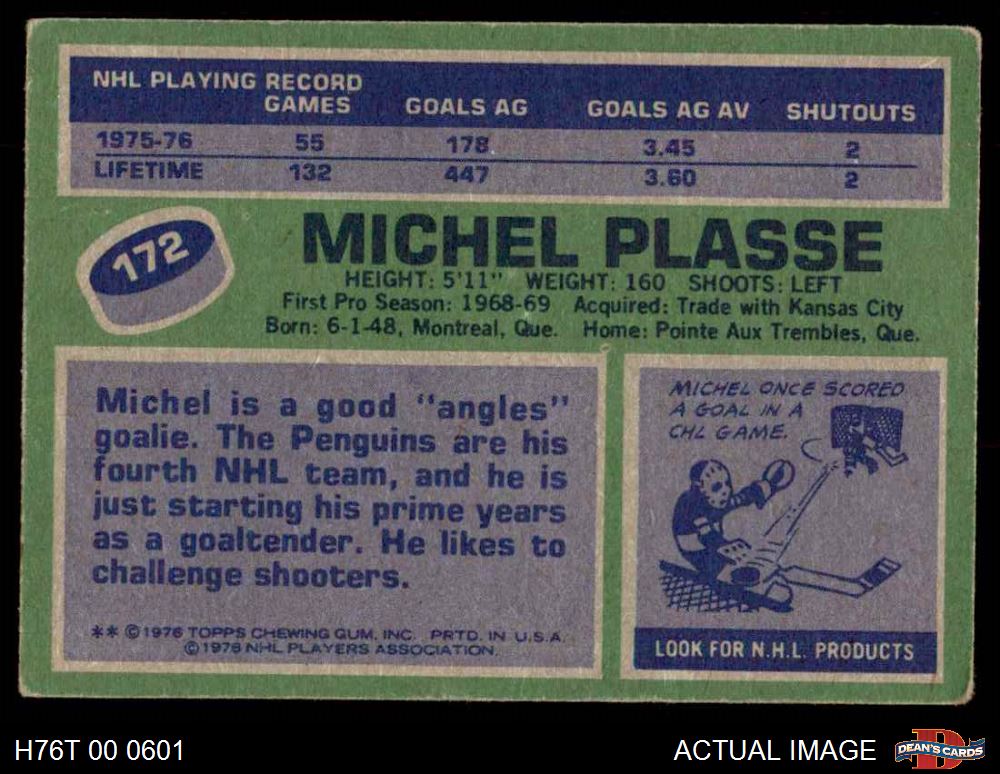 NHL PLAYING RECORD
GAMES GOALS AG GOALS AG AV SHUTOUTS
1975-76 55 178 3.45 2
LIFETIME 132 447 3.60 2
172
MICHEL PLASSE
HEIGHT: 5'11" WEIGHT: 160 SHOOTS: LEFT
First Pro Season: 1968-69 Acquired: Trade with Kansas City
Born: 6-1-48, Montreal, Que. Home: Pointe Aux Trembles, Que.
Michel is a good "angles"
goalie. The Penguins are his
fourth NHL team, and he is
just starting his prime years
as a goaltender. He likes to
challenge shooters.
** © 1976 TOPPS CHEWING GUM, INC. PRTD. IN U.S.A.
© 1976 NHL PLAYERS ASSOCIATION.
MICHEL ONCE SCORED
A GOAL IN A
CHL GAME.
LOOK FOR N.H.L. PRODUCTS
H76T 00 0601
ACTUAL IMAGE
D
DEAN'S CARDS